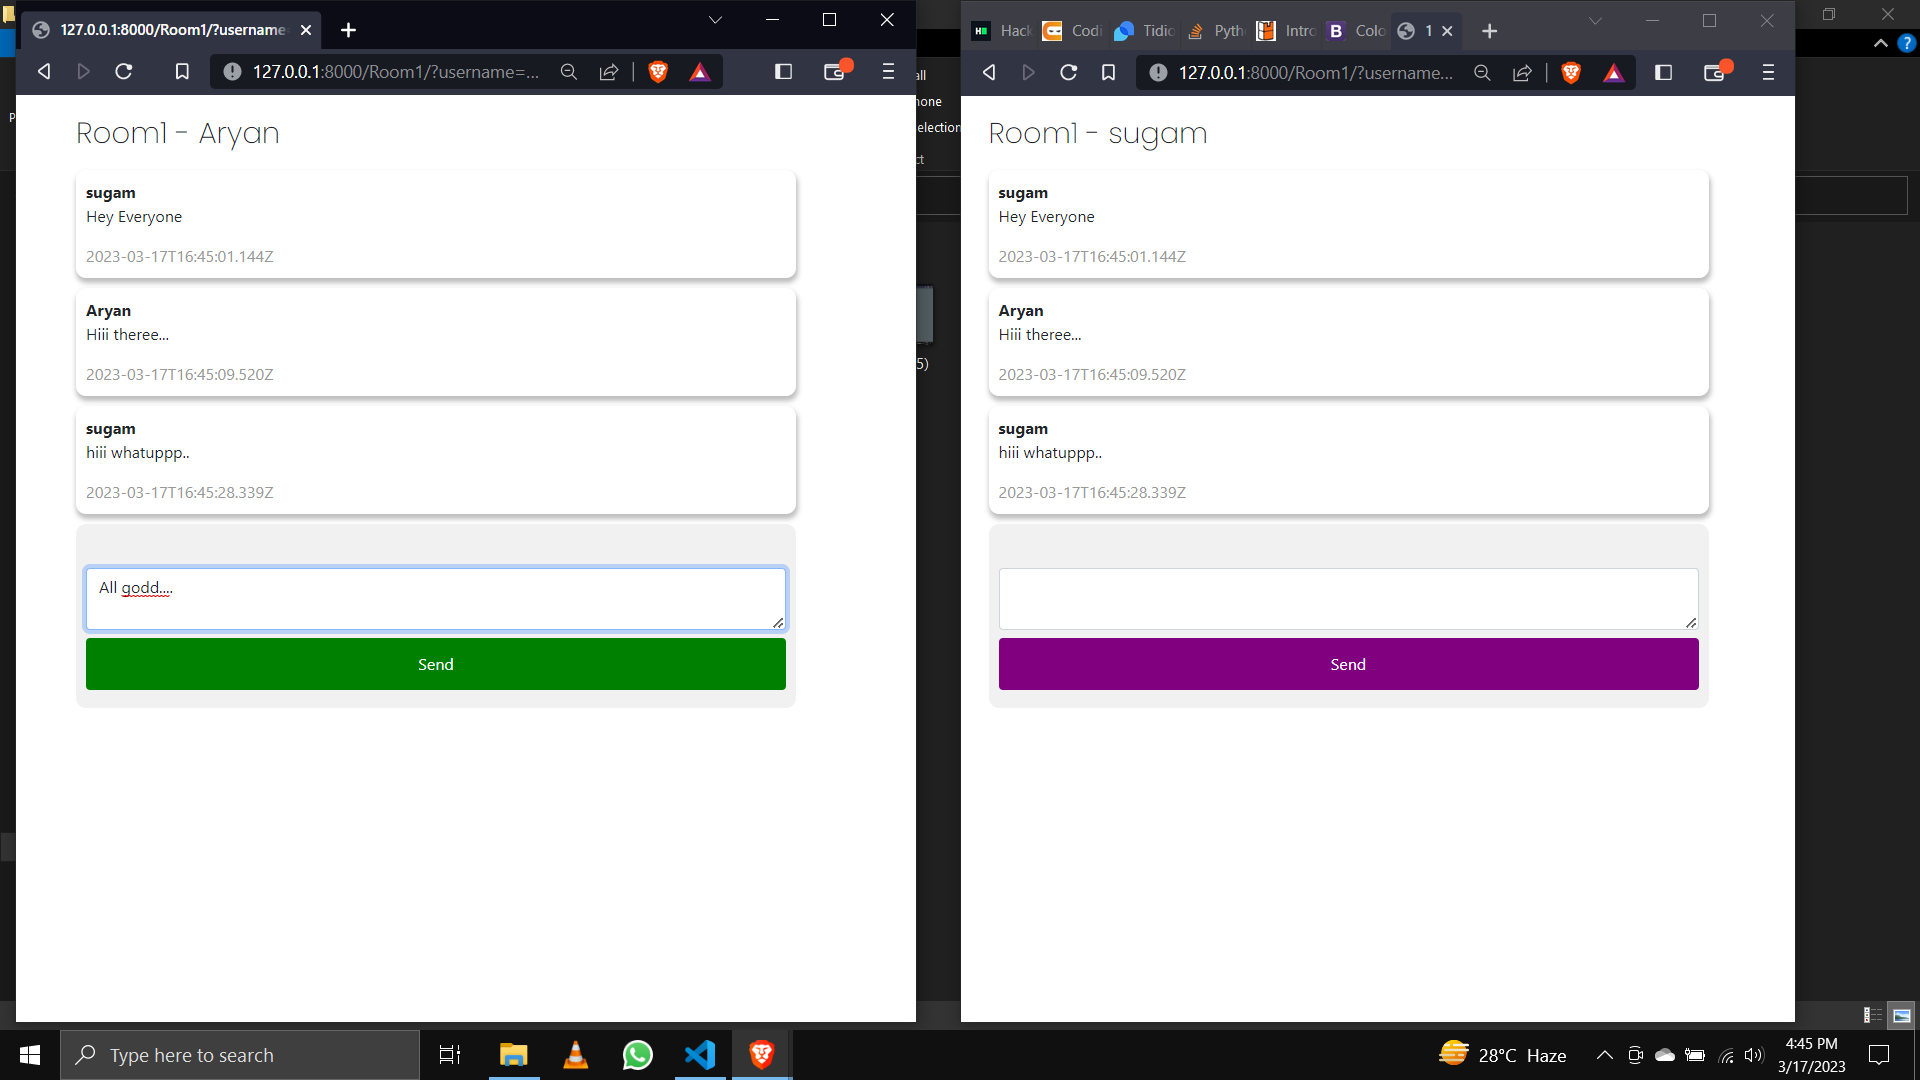 127.0.0.1:8000/Room1/?username
127.0.0.1:8000/Room1/?username=...
Room1 - Aryan
sugam
Hey Everyone
2023-03-17T16:45:01.144Z
Aryan
Hiii theree...
2023-03-17T16:45:09.520Z
sugam
hiii whatuppp..
2023-03-17T16:45:28.339Z
All godd....
Send
P
all
none
election
ct
5)
Hack
Codi
Tidio
Pyth
Intro
B
Colo
1
127.0.0.1:8000/Room1/?username...
Room1 - sugam
sugam
Hey Everyone
2023-03-17T16:45:01.144Z
Aryan
Hiii theree...
2023-03-17T16:45:09.520Z
sugam
hiii whatuppp..
2023-03-17T16:45:28.339Z
Send
Type here to search
28°C Haze
4:45 PM
3/17/2023